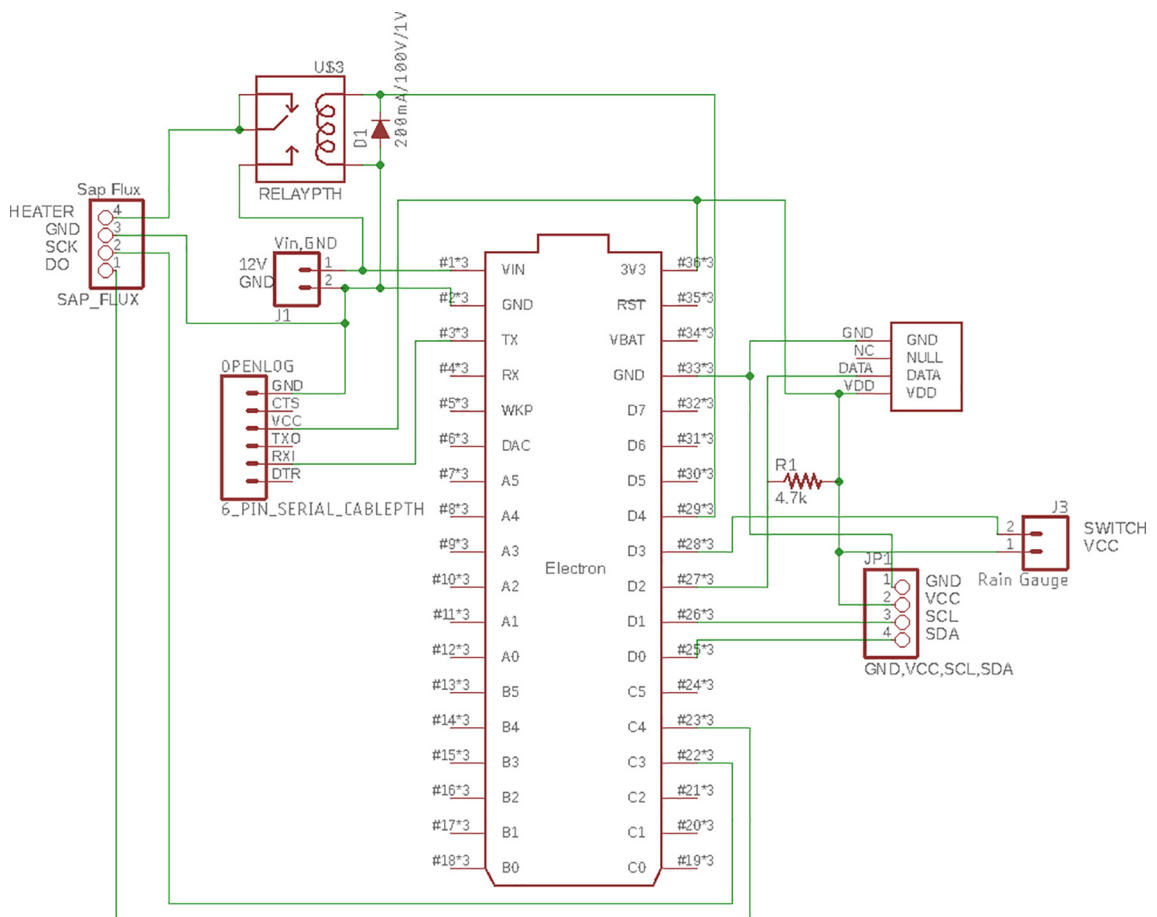 U$3
200mA/100V/1V
D1
RELAYPTH
Sap Flux
HEATER 4
GND 3
SCK 2
DO 1
SAP_FLUX
Vin,GND
12V 1
GND 2
J1
OPENLOG
GND
CTS
VCC
TXO
RXI
DTR
6_PIN_SERIAL_CABLEPTH
#1*3 VIN 3V3 #36*3
#2*3 GND RST #35*3
#3*3 TX VBAT #34*3
#4*3 RX GND #33*3
#5*3 WKP D7 #32*3
#6*3 DAC D6 #31*3
#7*3 A5 D5 #30*3
#8*3 A4 D4 #29*3
#9*3 A3 D3 #28*3
Electron
#10*3 A2 D2 #27*3
#11*3 A1 D1 #26*3
#12*3 A0 D0 #25*3
#13*3 B5 C5 #24*3
#14*3 B4 C4 #23*3
#15*3 B3 C3 #22*3
#16*3 B2 C2 #21*3
#17*3 B1 C1 #20*3
#18*3 B0 C0 #19*3
GND GND
NC NULL
DATA DATA
VDD VDD
R1
4.7k
J3
2 SWITCH
1 VCC
Rain Gauge
JP1
1 GND
2 VCC
3 SCL
4 SDA
GND,VCC,SCL,SDA